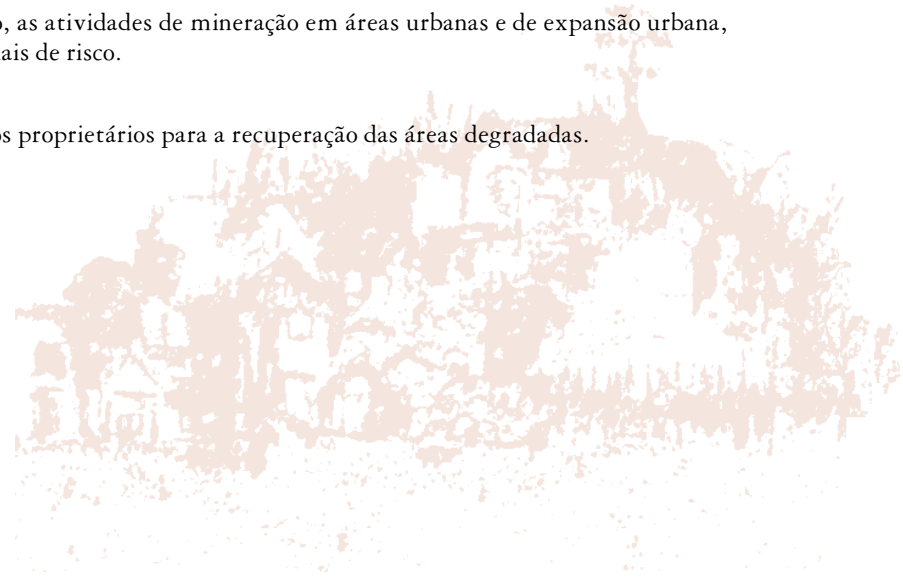 , as atividades de mineração em áreas urbanas e de expansão urbana,
ais de risco.
os proprietários para a recuperação das áreas degradadas.